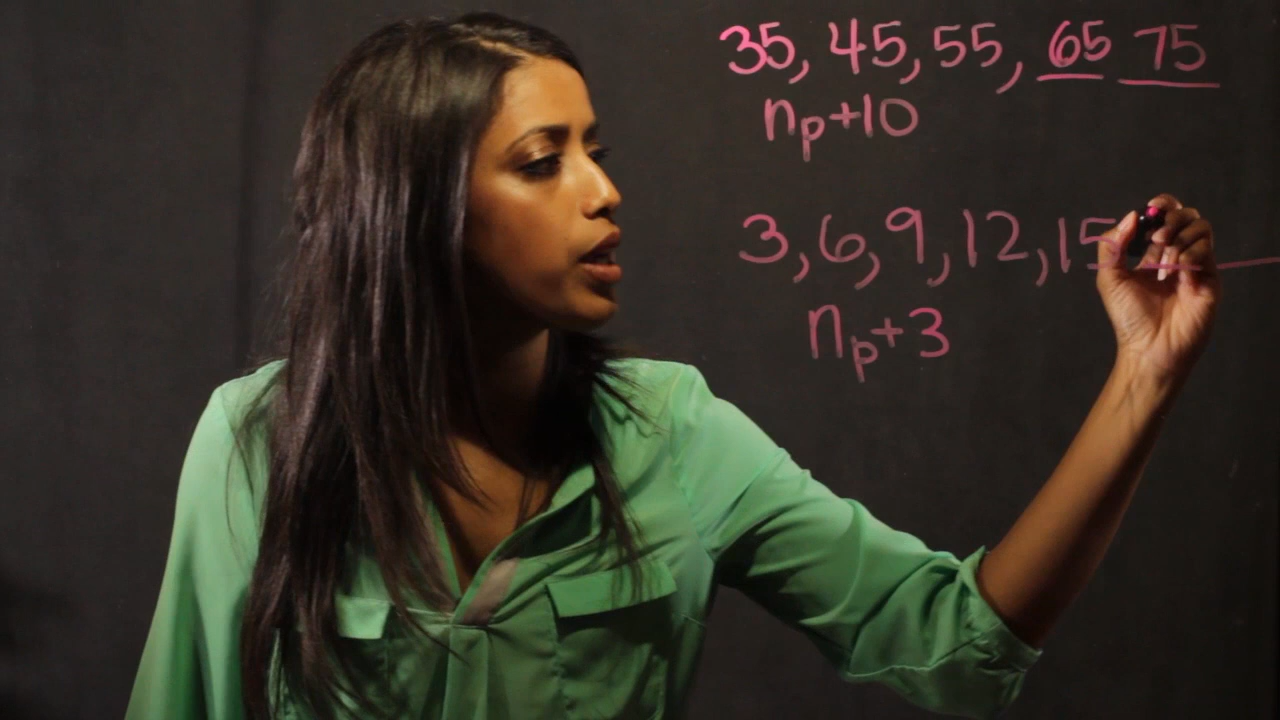 35, 45, 55, 65 75
np+10
3, 6, 9, 12, 15
np+3